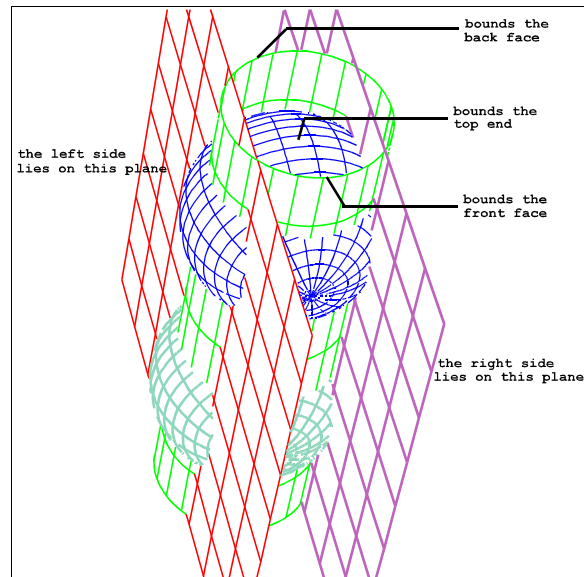 bounds the
back face
bounds the
top end
the left side
lies on this plane
bounds the
front face
the right side
lies on this plane